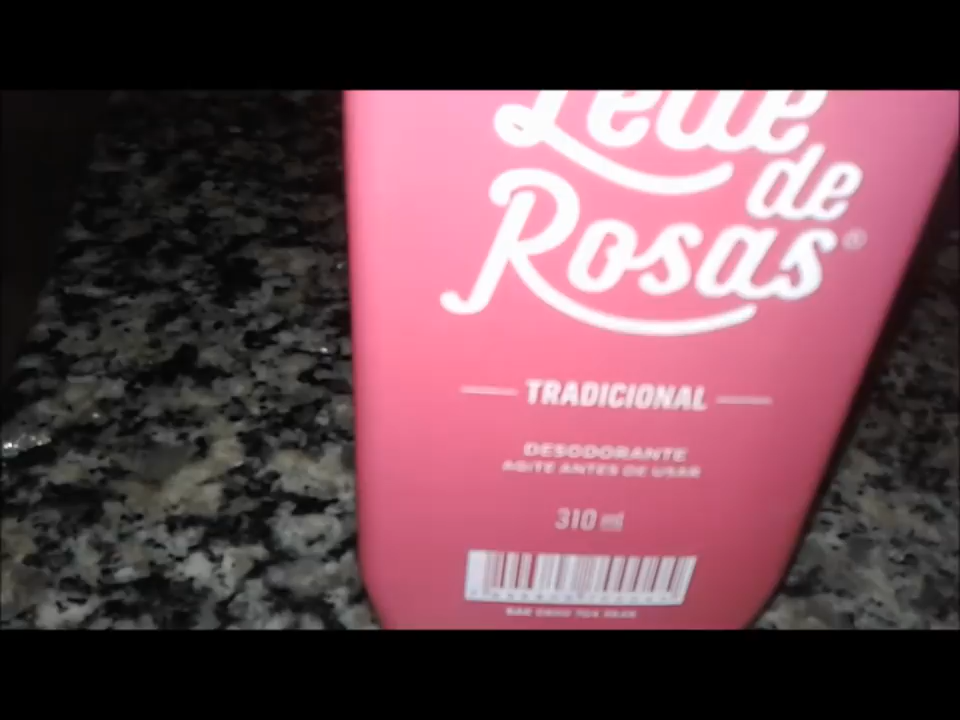 Leite
de
Rosas®
TRADICIONAL
DESODORANTE
AGITE ANTES DE USAR
310 ml